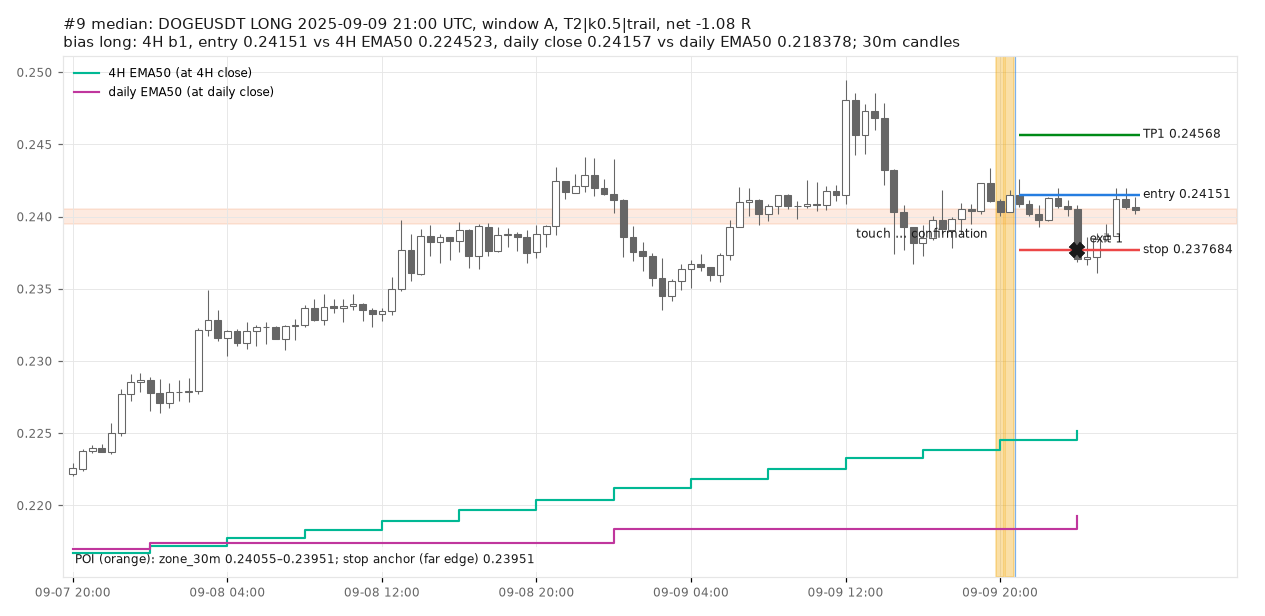 #9 median: DOGEUSDT LONG 2025-09-09 21:00 UTC, window A, T2|k0.5|trail, net -1.08 R
bias long: 4H b1, entry 0.24151 vs 4H EMA50 0.224523, daily close 0.24157 vs daily EMA50 0.218378; 30m candles
4H EMA50 (at 4H close)
daily EMA50 (at daily close)
0.250
0.245
0.240
0.235
0.230
0.225
0.220
TP1 0.24568
entry 0.24151
touch ... confirmation
exit 1
stop 0.237684
POI (orange): zone_30m 0.24055–0.23951; stop anchor (far edge) 0.23951
09-07 20:00
09-08 04:00
09-08 12:00
09-08 20:00
09-09 04:00
09-09 12:00
09-09 20:00